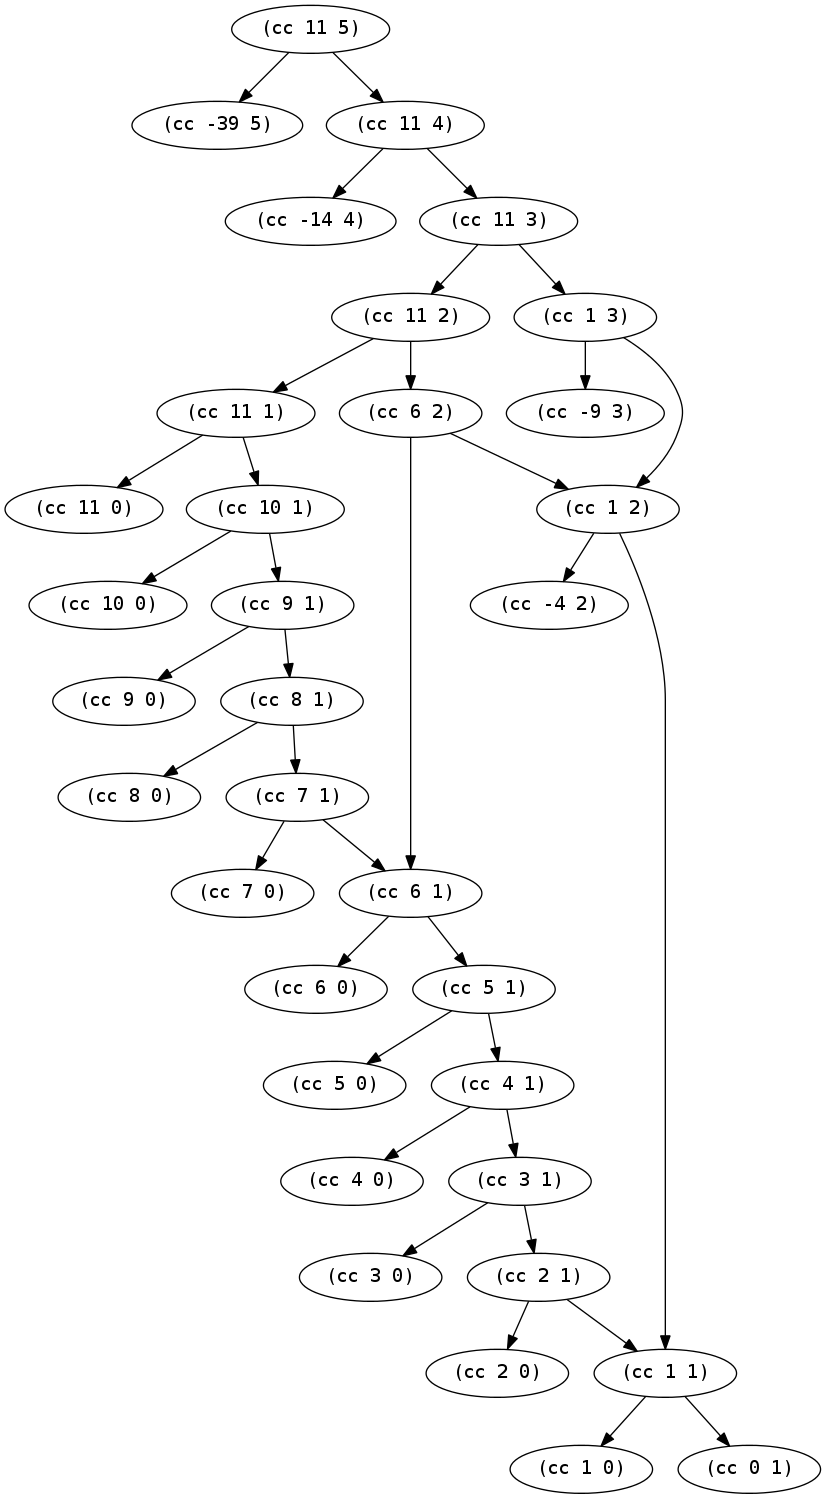 (cc 11 5)
(cc -39 5)
(cc 11 4)
(cc -14 4)
(cc 11 3)
(cc 11 2)
(cc 1 3)
(cc 11 1)
(cc 6 2)
(cc -9 3)
(cc 11 0)
(cc 10 1)
(cc 1 2)
(cc 10 0)
(cc 9 1)
(cc -4 2)
(cc 9 0)
(cc 8 1)
(cc 8 0)
(cc 7 1)
(cc 7 0)
(cc 6 1)
(cc 6 0)
(cc 5 1)
(cc 5 0)
(cc 4 1)
(cc 4 0)
(cc 3 1)
(cc 3 0)
(cc 2 1)
(cc 2 0)
(cc 1 1)
(cc 1 0)
(cc 0 1)